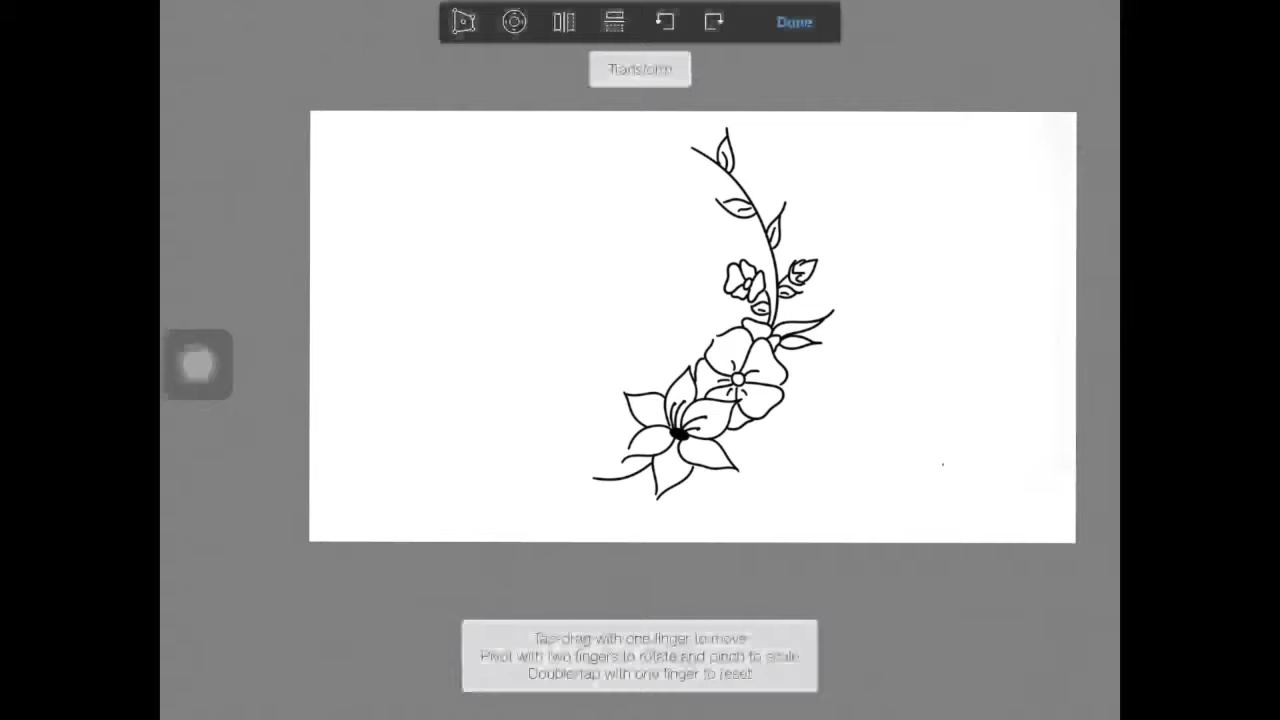 Done
Transform
Tap-drag with one finger to move
Pivot with two fingers to rotate and pinch to scale
Double-tap with one finger to reset